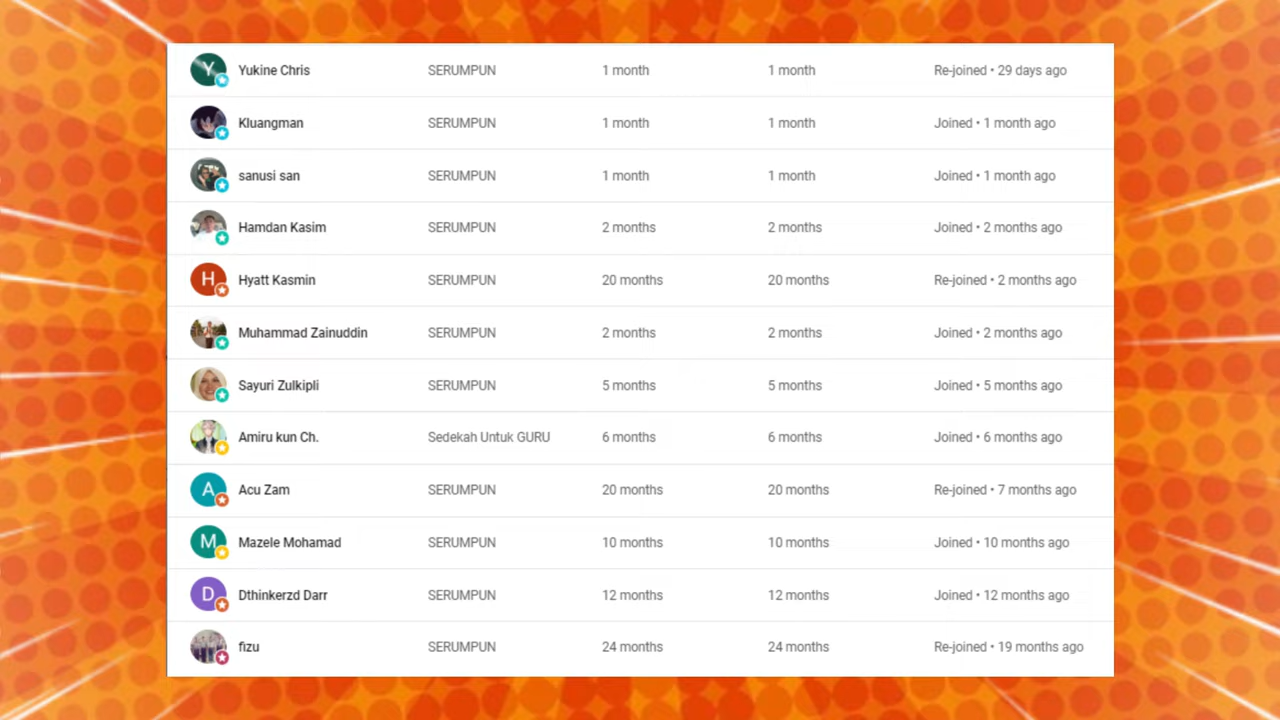 Y Yukine Chris SERUMPUN 1 month 1 month Re-joined • 29 days ago
Kluangman SERUMPUN 1 month 1 month Joined • 1 month ago
sanusi san SERUMPUN 1 month 1 month Joined • 1 month ago
Hamdan Kasim SERUMPUN 2 months 2 months Joined • 2 months ago
H Hyatt Kasmin SERUMPUN 20 months 20 months Re-joined • 2 months ago
Muhammad Zainuddin SERUMPUN 2 months 2 months Joined • 2 months ago
Sayuri Zulkipli SERUMPUN 5 months 5 months Joined • 5 months ago
Amiru kun Ch. Sedekah Untuk GURU 6 months 6 months Joined • 6 months ago
A Acu Zam SERUMPUN 20 months 20 months Re-joined • 7 months ago
M Mazele Mohamad SERUMPUN 10 months 10 months Joined • 10 months ago
D Dthinkerzd Darr SERUMPUN 12 months 12 months Joined • 12 months ago
fizu SERUMPUN 24 months 24 months Re-joined • 19 months ago